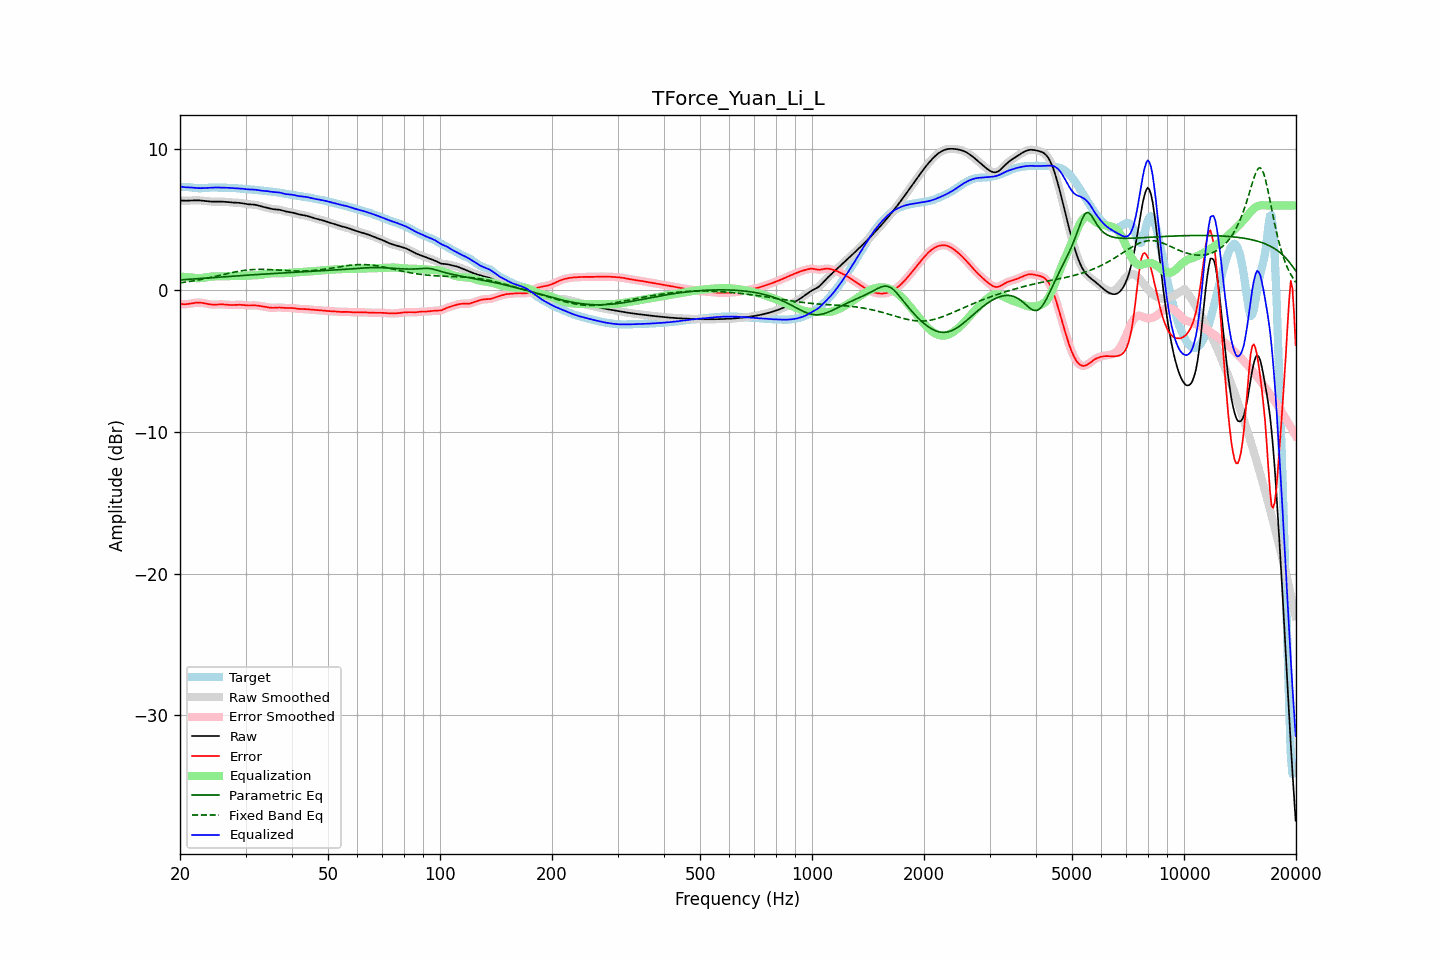 TForce_Yuan_Li_L
10
0
−10
−20
−30
Amplitude (dBr)
Target
Raw Smoothed
Error Smoothed
Raw
Error
Equalization
Parametric Eq
Fixed Band Eq
Equalized
20 50 100 200 500 1000 2000 5000 10000 20000
Frequency (Hz)